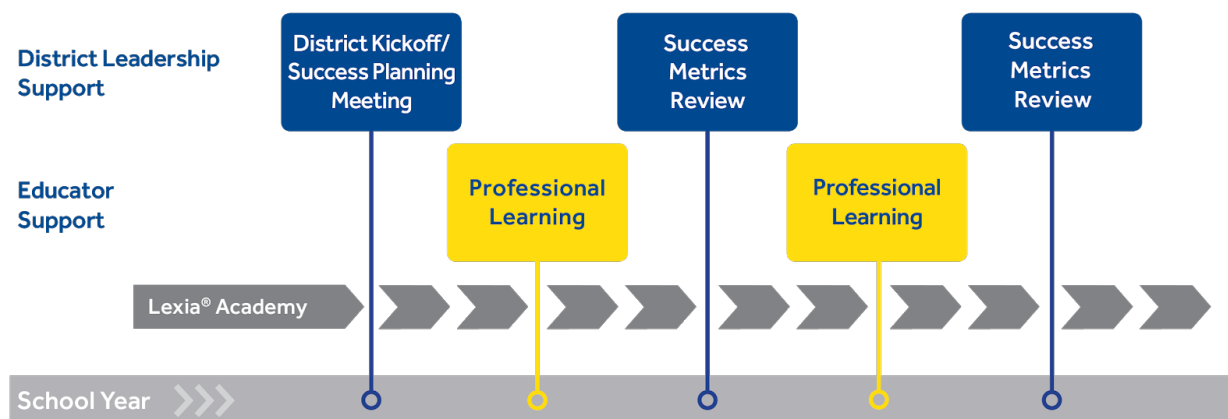 District Leadership
Support
District Kickoff/
Success Planning
Meeting
Success
Metrics
Review
Success
Metrics
Review
Educator
Support
Professional
Learning
Professional
Learning
Lexia® Academy
School Year